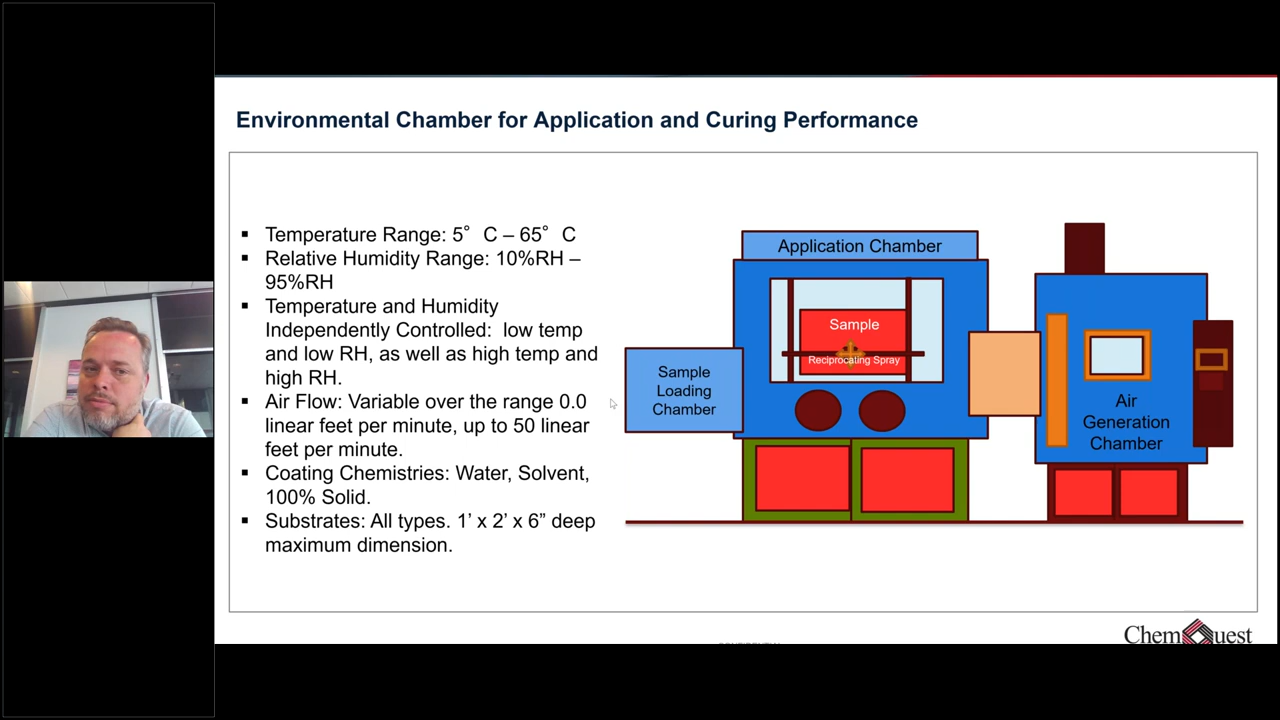 Environmental Chamber for Application and Curing Performance
▪ Temperature Range: 5° C – 65° C
▪ Relative Humidity Range: 10%RH –
95%RH
▪ Temperature and Humidity
Independently Controlled:  low temp
and low RH, as well as high temp and
high RH.
▪ Air Flow: Variable over the range 0.0
linear feet per minute, up to 50 linear
feet per minute.
▪ Coating Chemistries: Water, Solvent,
100% Solid.
▪ Substrates: All types. 1’ x 2’ x 6” deep
maximum dimension.
Application Chamber
Sample
Reciprocating Spray
Sample
Loading
Chamber
Air
Generation
Chamber
ChemQuest